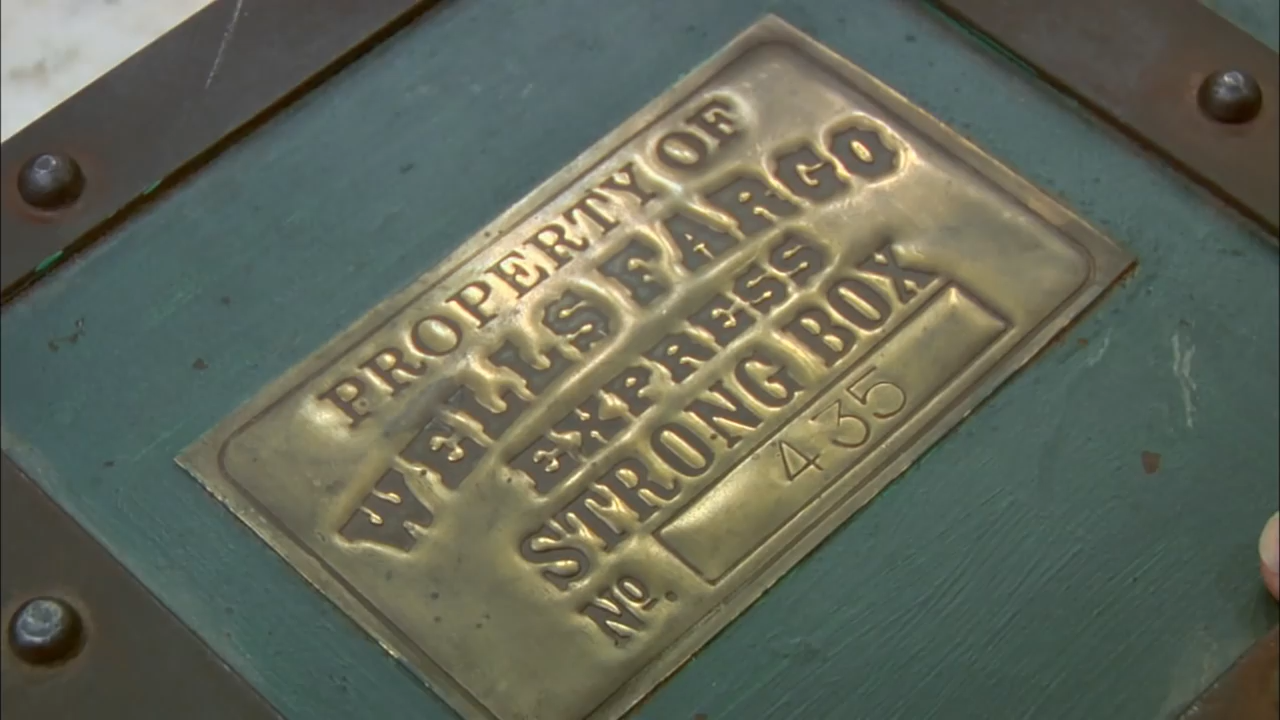 PROPERTY OF
WELLS FARGO
EXPRESS
STRONG BOX
No. 435